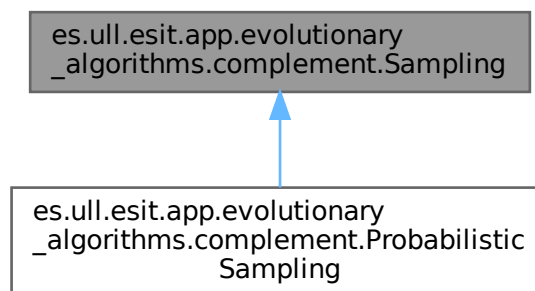 es.ull.esit.app.evolutionary
_algorithms.complement.Sampling
es.ull.esit.app.evolutionary
_algorithms.complement.Probabilistic
Sampling